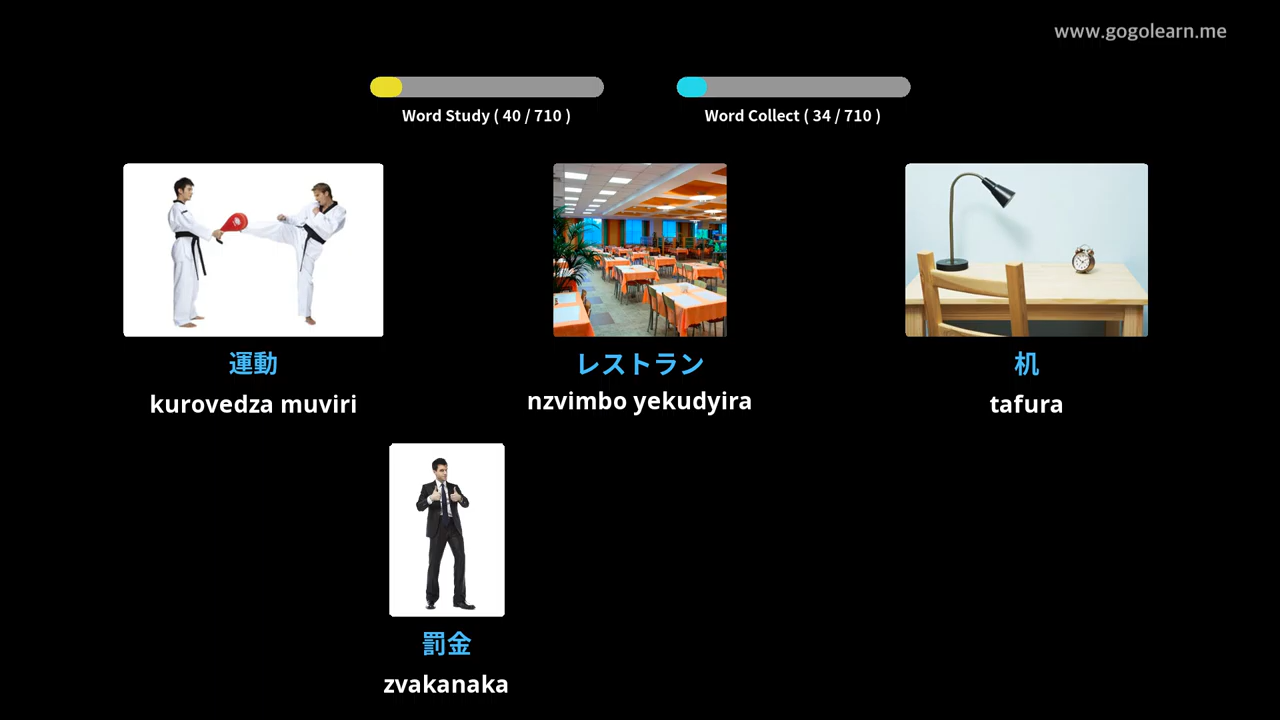 www.gogolearn.me
Word Study ( 40 / 710 )
Word Collect ( 34 / 710 )
運動
レストラン
机
kurovedza muviri
nzvimbo yekudyira
tafura
罰金
zvakanaka